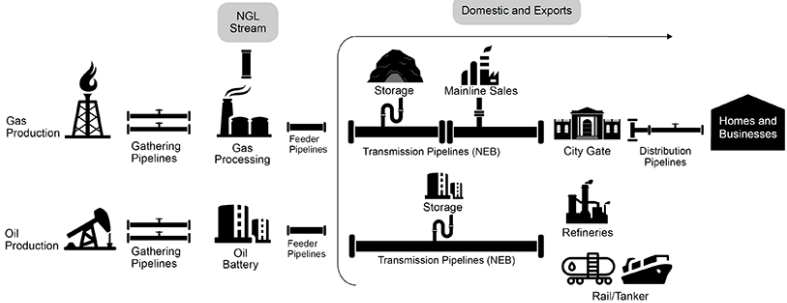 NGL
Stream
Domestic and Exports
Gas
Production
Gathering
Pipelines
Gas
Processing
Feeder
Pipelines
Storage
Mainline Sales
Transmission Pipelines (NEB)
City Gate
Distribution
Pipelines
Homes and
Businesses
Oil
Production
Gathering
Pipelines
Oil
Battery
Feeder
Pipelines
Storage
Transmission Pipelines (NEB)
Refineries
Rail/Tanker